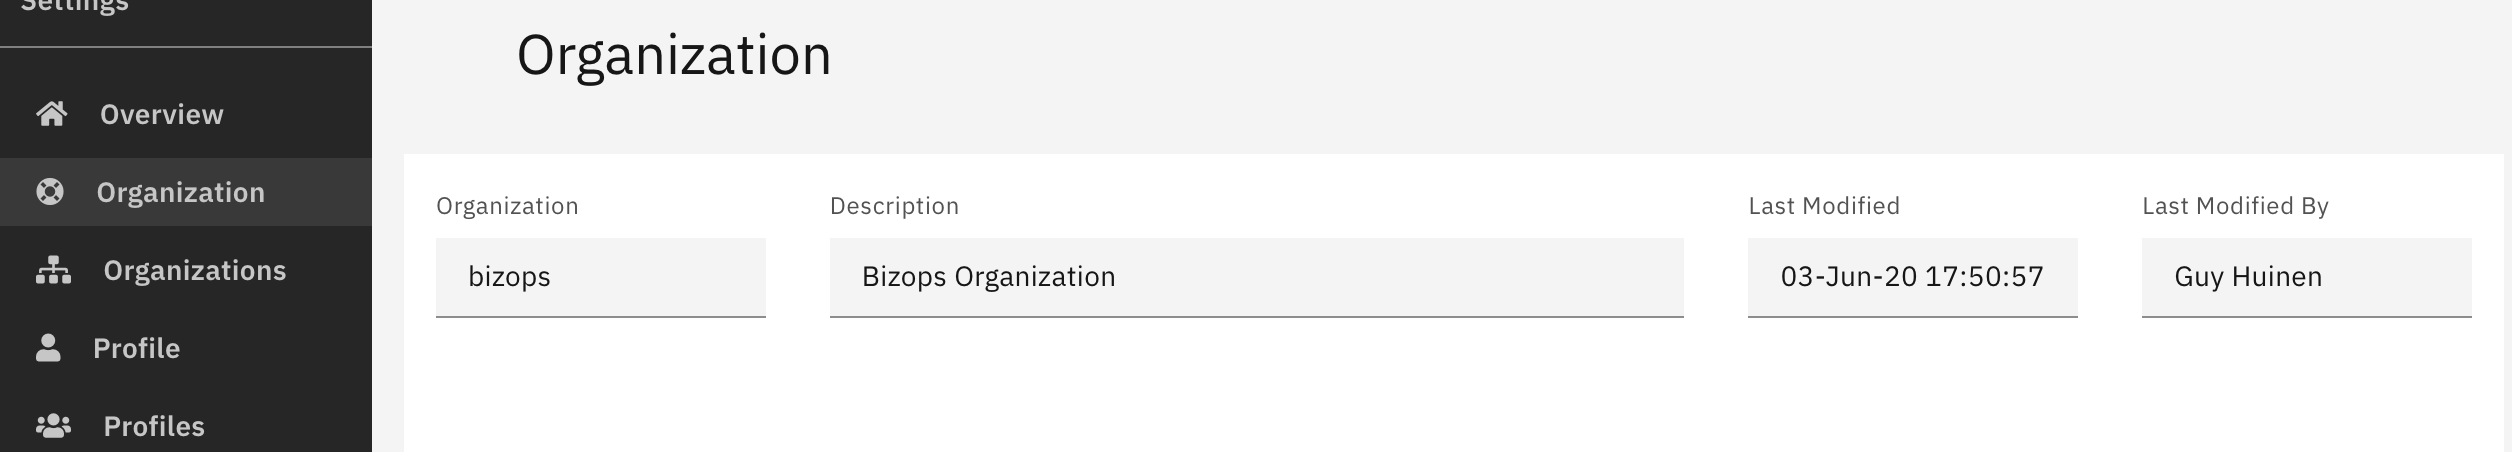 Settings
Overview
Organization
Organizations
Profile
Profiles
Organization
Organization
Description
Last Modified
Last Modified By
bizops
Bizops Organization
03-Jun-20 17:50:57
Guy Huinen